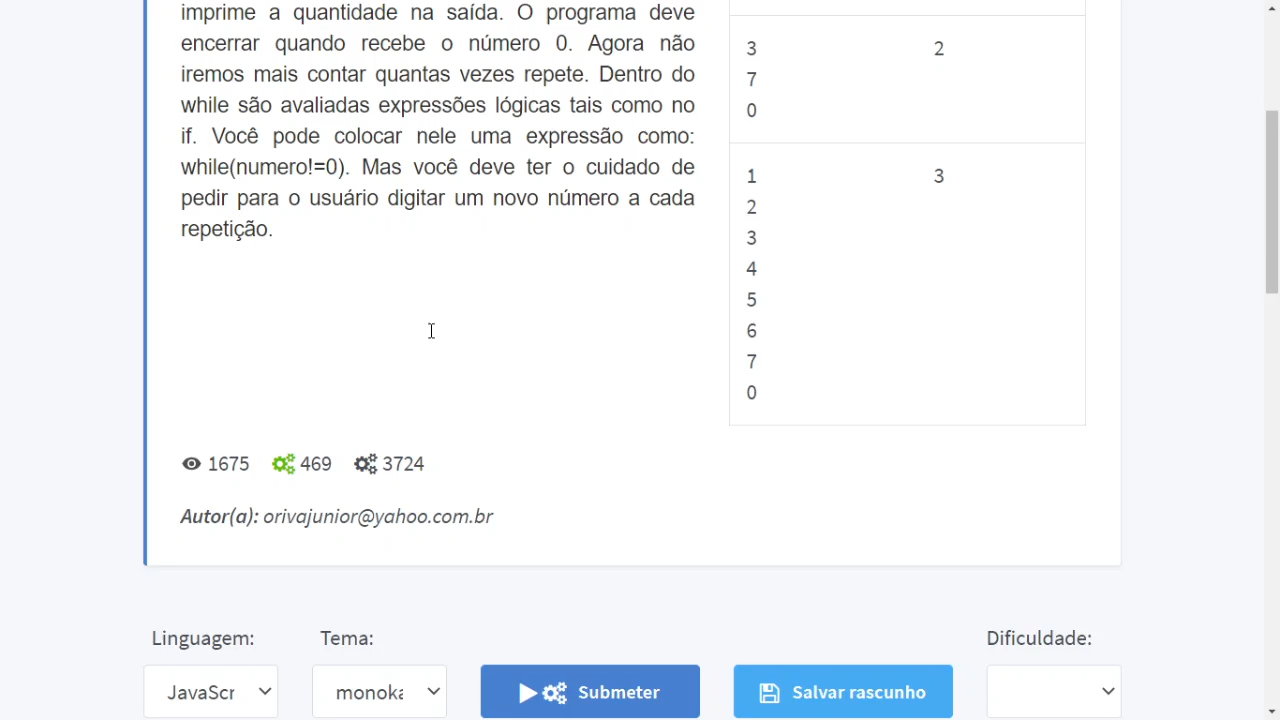 imprime a quantidade na saída. O programa deve
encerrar quando recebe o número 0. Agora não
iremos mais contar quantas vezes repete. Dentro do
while são avaliadas expressões lógicas tais como no
if. Você pode colocar nele uma expressão como:
while(numero!=0). Mas você deve ter o cuidado de
pedir para o usuário digitar um novo número a cada
repetição.
3 2
7
0
1 3
2
3
4
5
6
7
0
1675 469 3724
Autor(a): orivajunior@yahoo.com.br
Linguagem: Tema: Dificuldade:
JavaScr monoka Submeter Salvar rascunho